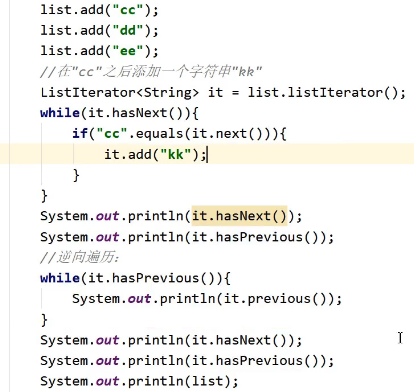 list.add("cc");
list.add("dd");
list.add("ee");
//在"cc"之后添加一个字符串"kk"
ListIterator<String> it = list.listIterator();
while(it.hasNext()){
if("cc".equals(it.next())){
it.add("kk");
}
}
System.out.println(it.hasNext());
System.out.println(it.hasPrevious());
//逆向遍历：
while(it.hasPrevious()){
System.out.println(it.previous());
}
System.out.println(it.hasNext());
System.out.println(it.hasPrevious());
System.out.println(list);